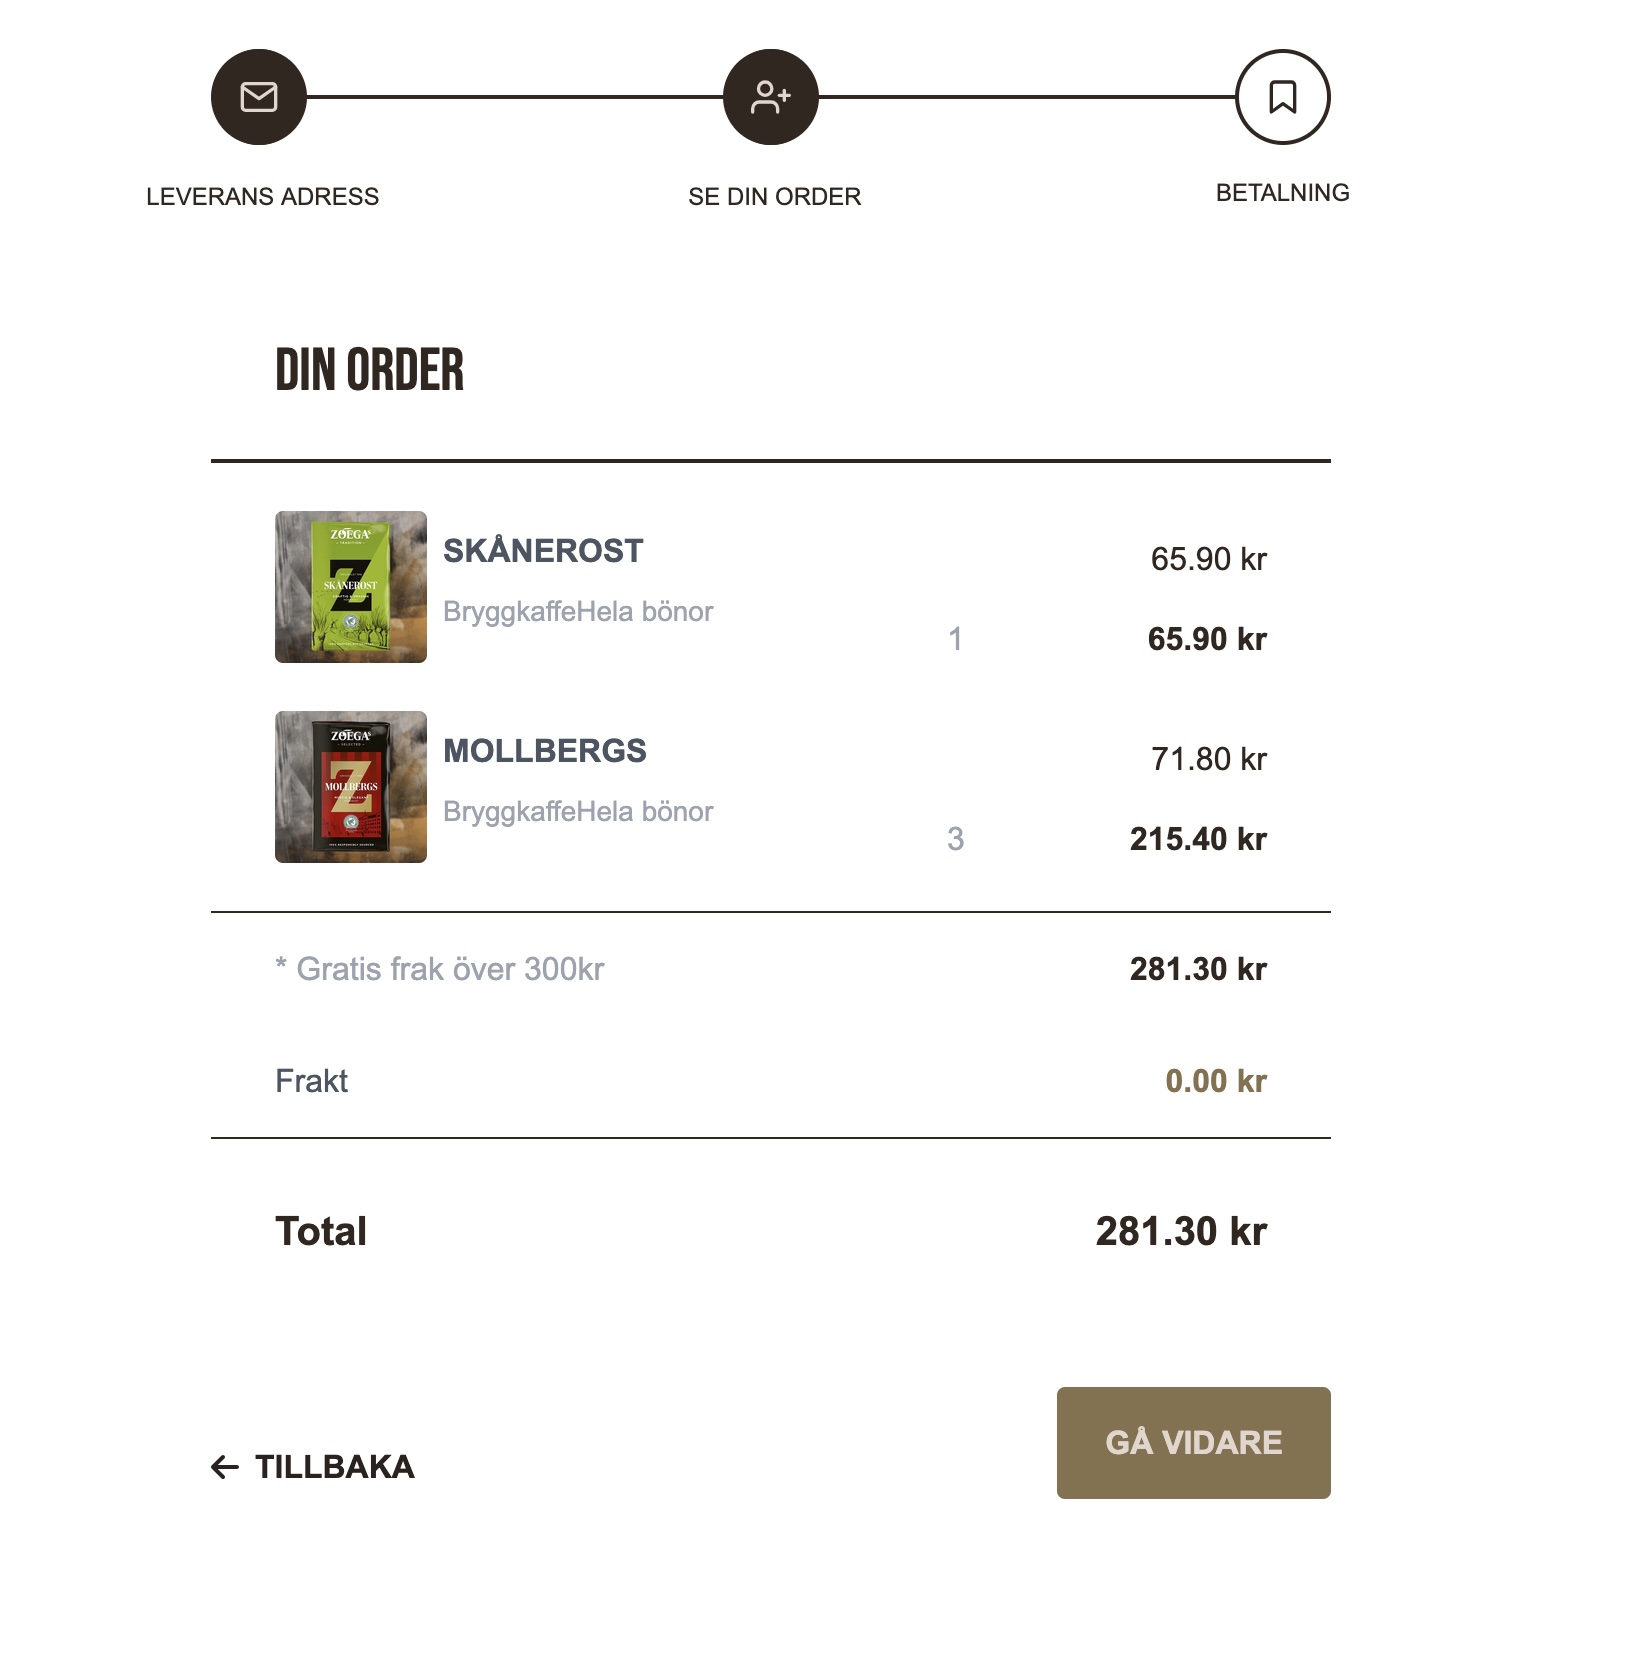 LEVERANS ADRESS
SE DIN ORDER
BETALNING
DIN ORDER
ZOÉGAS
SKÅNEROST
SKÅNEROST
65.90 kr
BryggkaffeHela bönor
1
65.90 kr
ZOÉGAS
MOLLBERGS
MOLLBERGS
71.80 kr
BryggkaffeHela bönor
3
215.40 kr
* Gratis frak över 300kr
281.30 kr
Frakt
0.00 kr
Total
281.30 kr
TILLBAKA
GÅ VIDARE